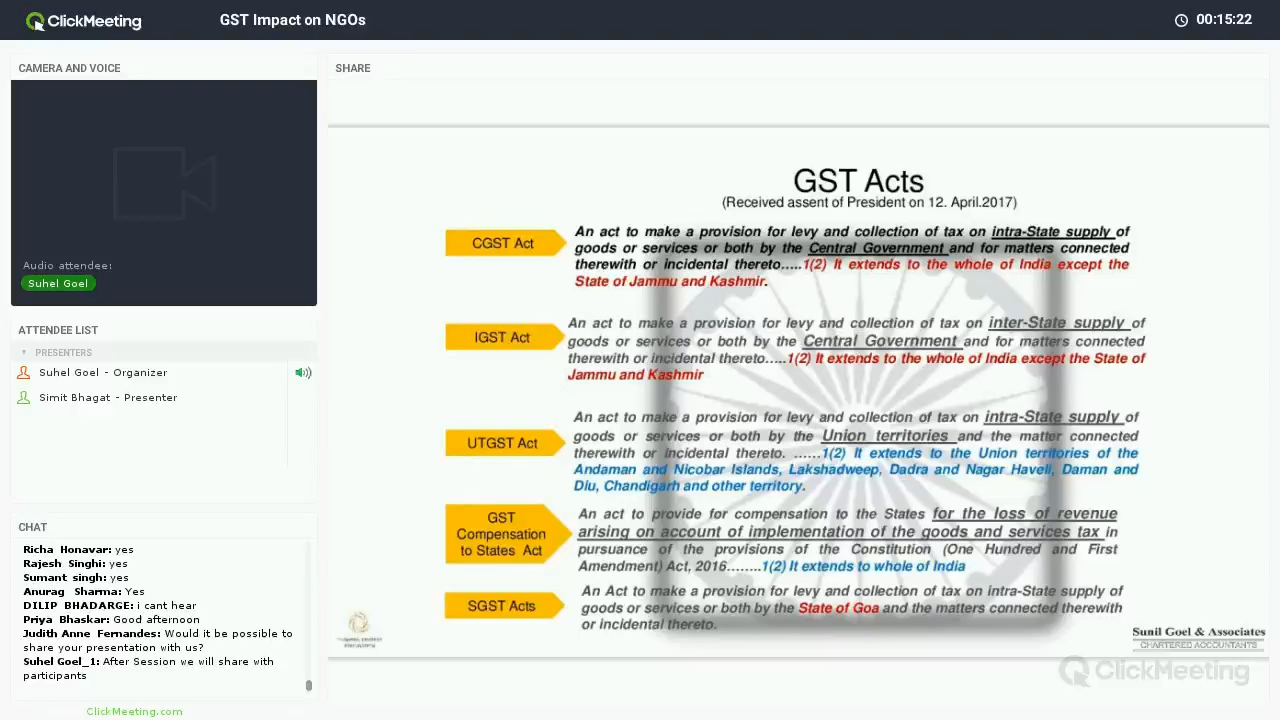 ClickMeeting
GST Impact on NGOs
00:15:22
CAMERA AND VOICE
Audio attendee:
Suhel Goel
ATTENDEE LIST
PRESENTERS
Suhel Goel - Organizer
Simit Bhagat - Presenter
CHAT
Richa Honavar: yes
Rajesh Singhi: yes
Sumant singh: yes
Anurag Sharma: Yes
DILIP BHADARGE: i cant hear
Priya Bhaskar: Good afternoon
Judith Anne Fernandes: Would it be possible to
share your presentation with us?
Suhel Goel_1: After Session we will share with
participants
ClickMeeting.com
SHARE
GST Acts
(Received assent of President on 12. April.2017)
CGST Act
An act to make a provision for levy and collection of tax on intra-State supply of
goods or services or both by the Central Government and for matters connected
therewith or incidental thereto.....1(2) It extends to the whole of India except the
State of Jammu and Kashmir.
IGST Act
An act to make a provision for levy and collection of tax on inter-State supply of
goods or services or both by the Central Government and for matters connected
therewith or incidental thereto.....1(2) It extends to the whole of India except the State of
Jammu and Kashmir
UTGST Act
An act to make a provision for levy and collection of tax on intra-State supply of
goods or services or both by the Union territories and the matter connected
therewith or incidental thereto. ......1(2) It extends to the Union territories of the
Andaman and Nicobar Islands, Lakshadweep, Dadra and Nagar Haveli, Daman and
Diu, Chandigarh and other territory.
GST
Compensation
to States Act
An act to provide for compensation to the States for the loss of revenue
arising on account of implementation of the goods and services tax in
pursuance of the provisions of the Constitution (One Hundred and First
Amendment) Act, 2016........1(2) It extends to whole of India
SGST Acts
An Act to make a provision for levy and collection of tax on intra-State supply of
goods or services or both by the State of Goa and the matters connected therewith
or incidental thereto.
Sunil Goel & Associates
CHARTERED ACCOUNTANTS
ClickMeeting